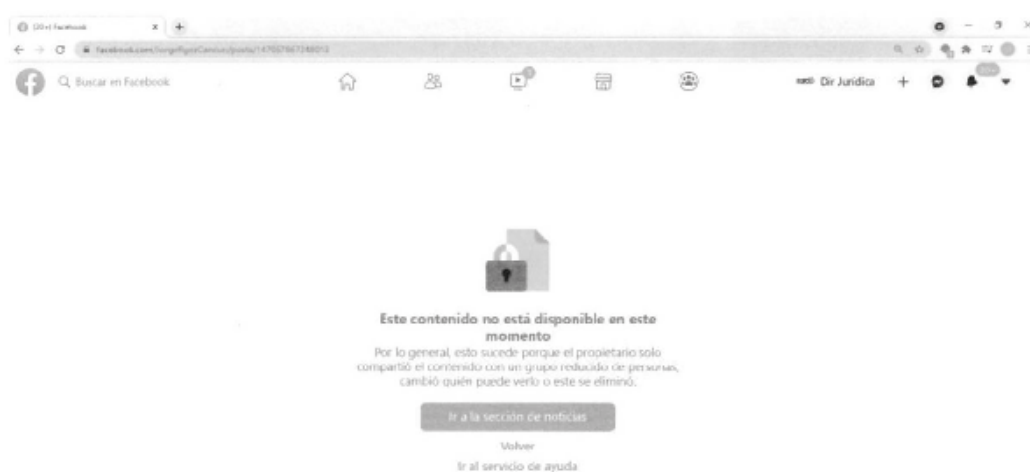 Facebook
Buscar en Facebook
Dir Juridica
Este contenido no está disponible en este
momento
Por lo general, esto sucede porque el propietario solo
compartió el contenido con un grupo reducido de personas,
cambió quién puede verlo o este se eliminó.
Ir a la sección de noticias
Volver
Ir al servicio de ayuda